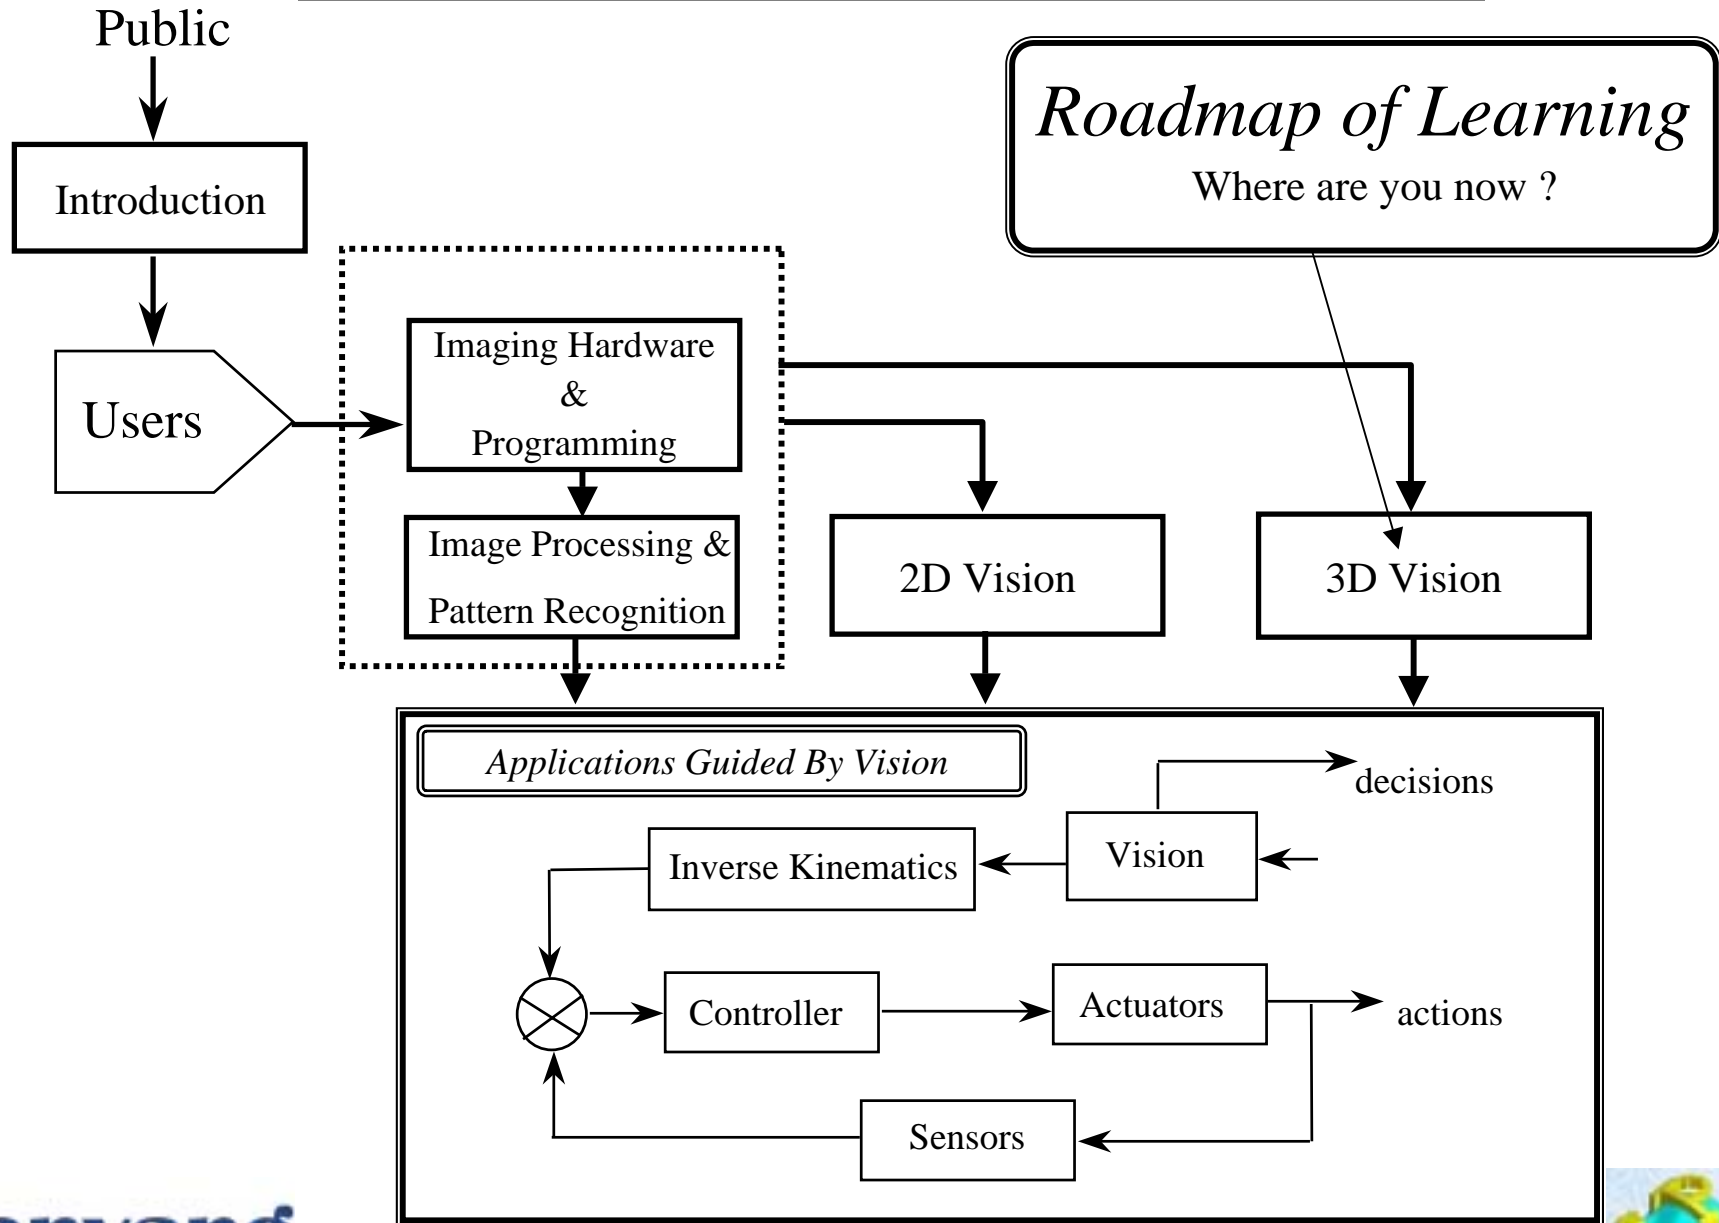 Public
Roadmap of Learning
Where are you now ?
Introduction
Users
Imaging Hardware
&
Programming
Image Processing &
Pattern Recognition
2D Vision
3D Vision
Applications Guided By Vision
decisions
Vision
Inverse Kinematics
Controller
Actuators
actions
Sensors